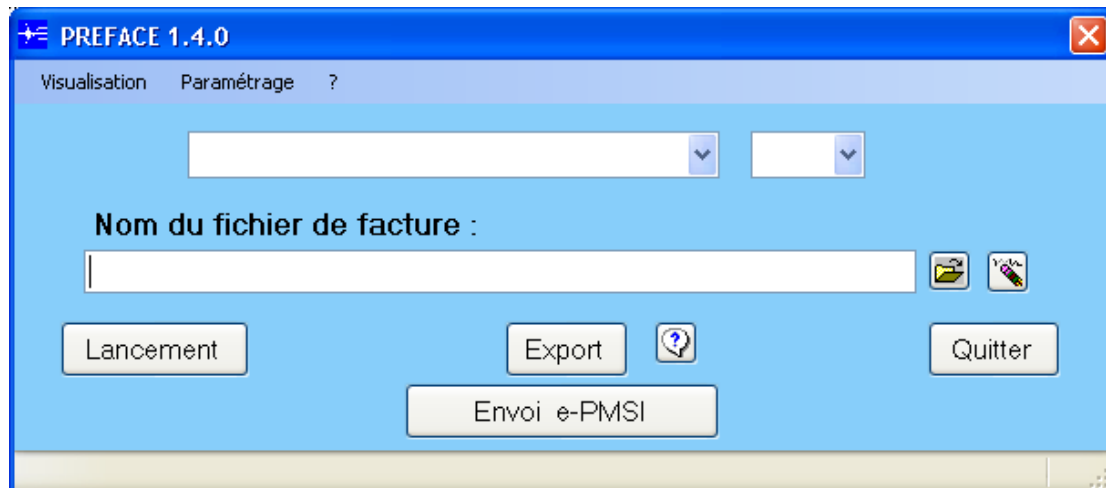 PREFACE 1.4.0
Visualisation Paramétrage ?
Nom du fichier de facture :
Lancement Export ? Quitter
Envoi e-PMSI